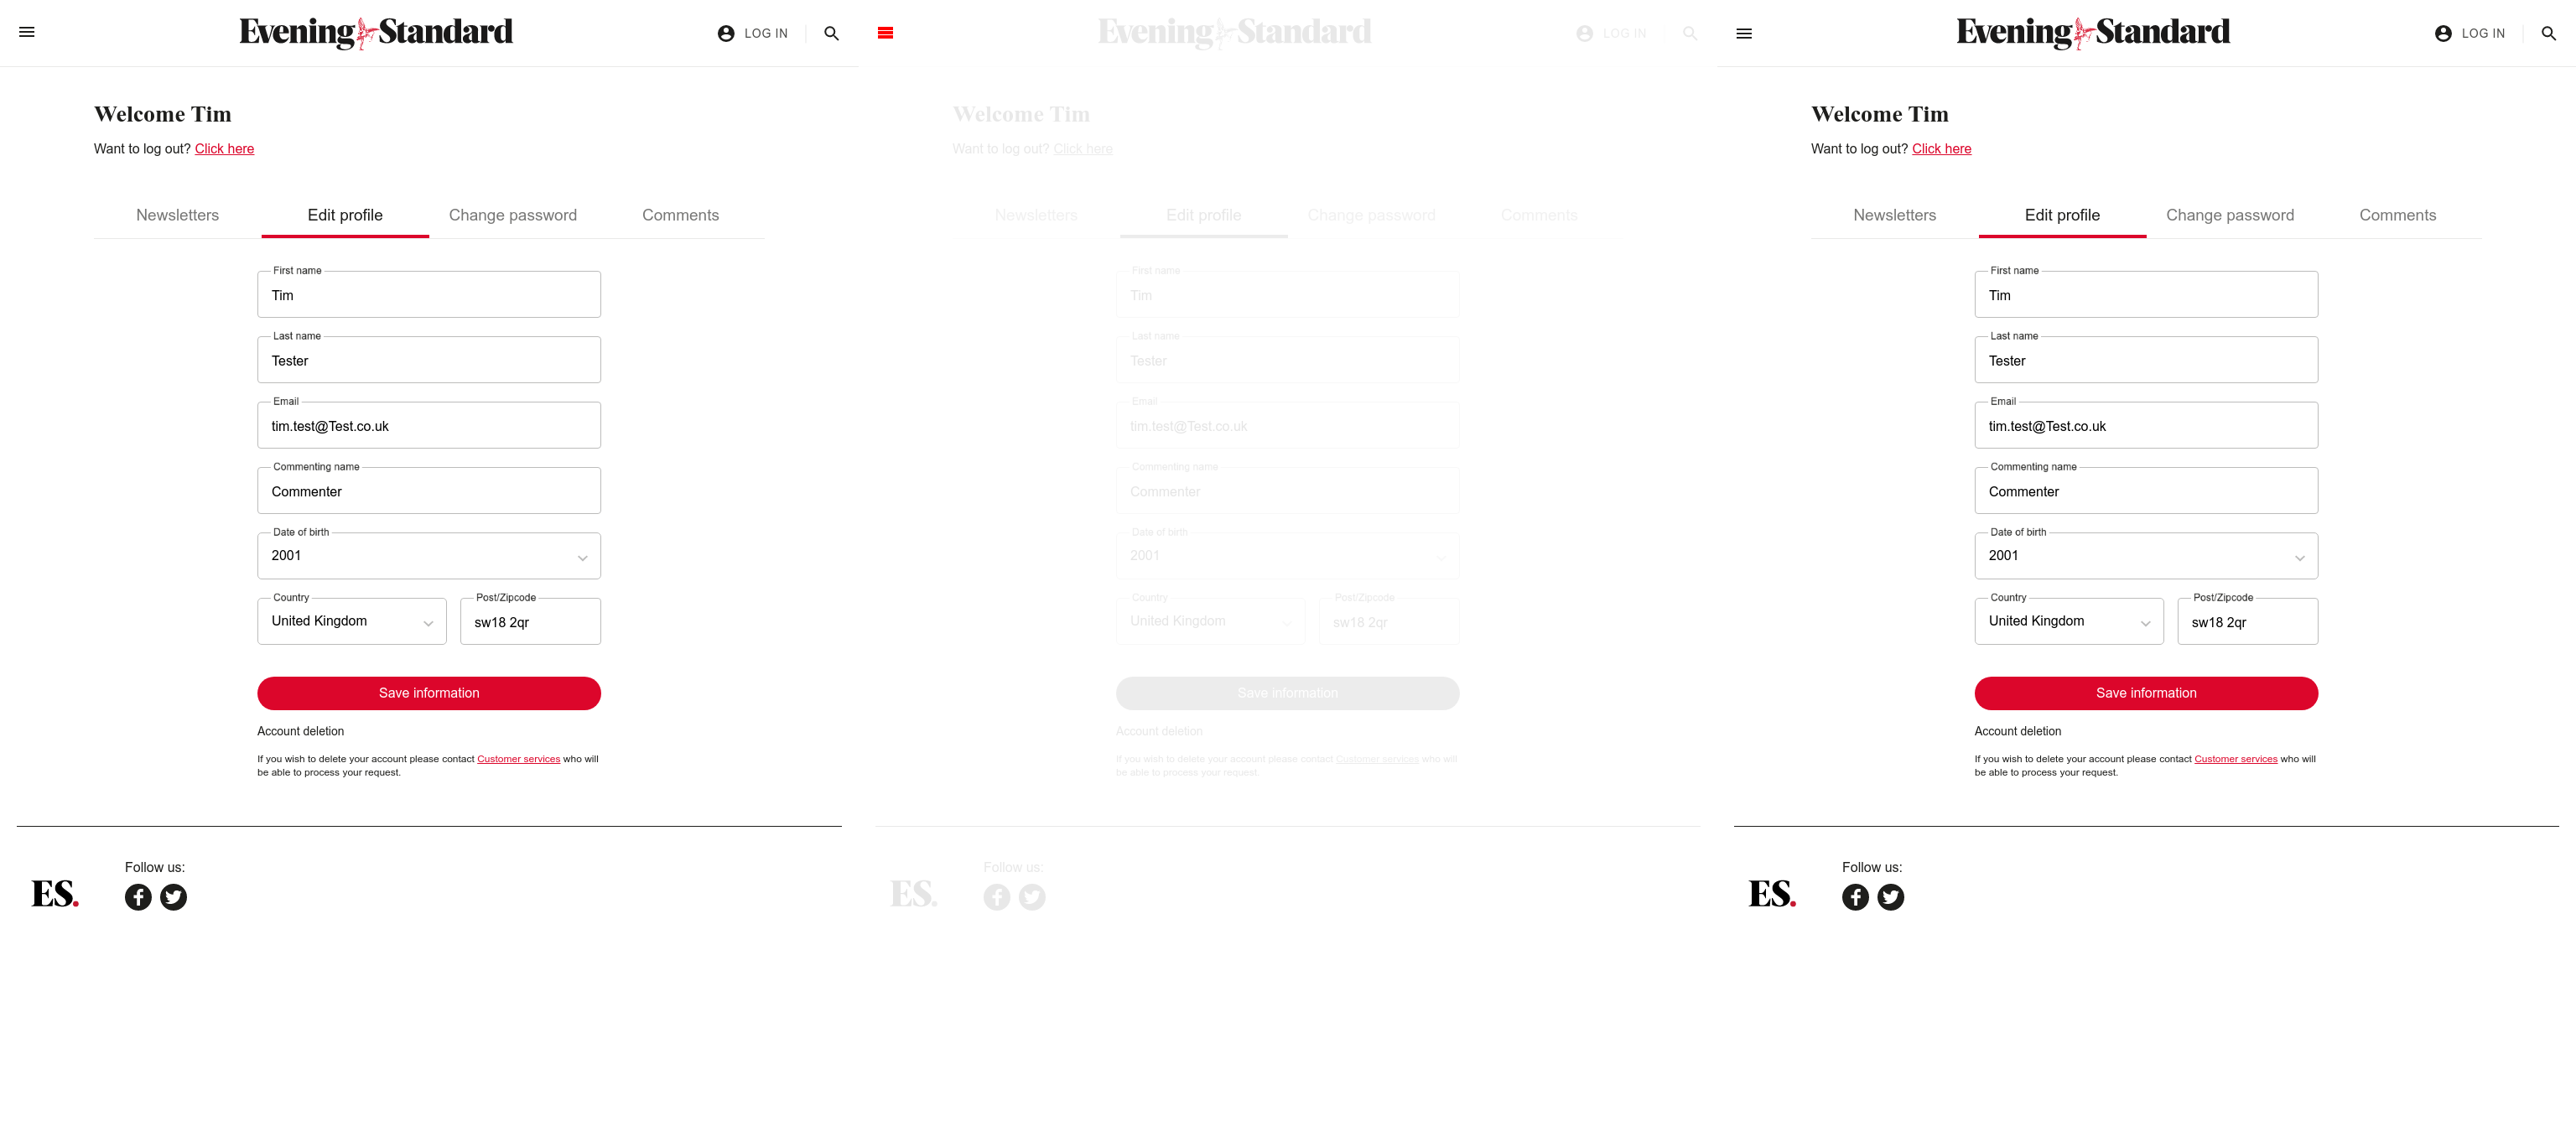 Evening Standard
LOG IN
Welcome Tim
Want to log out? Click here
Newsletters Edit profile Change password Comments
First name
Tim
Last name
Tester
Email
tim.test@Test.co.uk
Commenting name
Commenter
Date of birth
2001
Country Post/Zipcode
United Kingdom sw18 2qr
Save information
Account deletion
If you wish to delete your account please contact Customer services who will
be able to process your request.
Follow us:
ES.
Evening Standard
LOG IN
Welcome Tim
Want to log out? Click here
Newsletters Edit profile Change password Comments
First name
Tim
Last name
Tester
Email
tim.test@Test.co.uk
Commenting name
Commenter
Date of birth
2001
Country Post/Zipcode
United Kingdom sw18 2qr
Save information
Account deletion
If you wish to delete your account please contact Customer services who will
be able to process your request.
Follow us:
ES.
Evening Standard
LOG IN
Welcome Tim
Want to log out? Click here
Newsletters Edit profile Change password Comments
First name
Tim
Last name
Tester
Email
tim.test@Test.co.uk
Commenting name
Commenter
Date of birth
2001
Country Post/Zipcode
United Kingdom sw18 2qr
Save information
Account deletion
If you wish to delete your account please contact Customer services who will
be able to process your request.
Follow us:
ES.